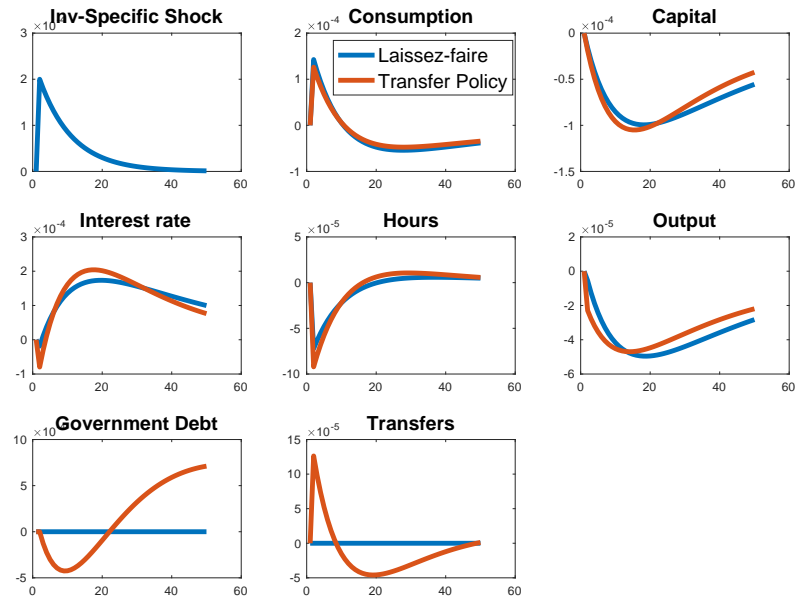 Inv-Specific Shock
×10
3
2
1
0
0 20 40 60
Consumption
×10⁻⁴
2
1
0
-1
0 20 40 60
Laissez-faire
Transfer Policy
Capital
×10⁻⁴
0
-0.5
-1
-1.5
0 20 40 60
Interest rate
×10⁻⁴
3
2
1
0
-1
0 20 40 60
Hours
×10⁻⁵
5
0
-5
-10
0 20 40 60
Output
×10⁻⁵
2
0
-2
-4
-6
0 20 40 60
Government Debt
×10
10
5
0
-5
0 20 40 60
Transfers
×10⁻⁵
15
10
5
0
-5
0 20 40 60